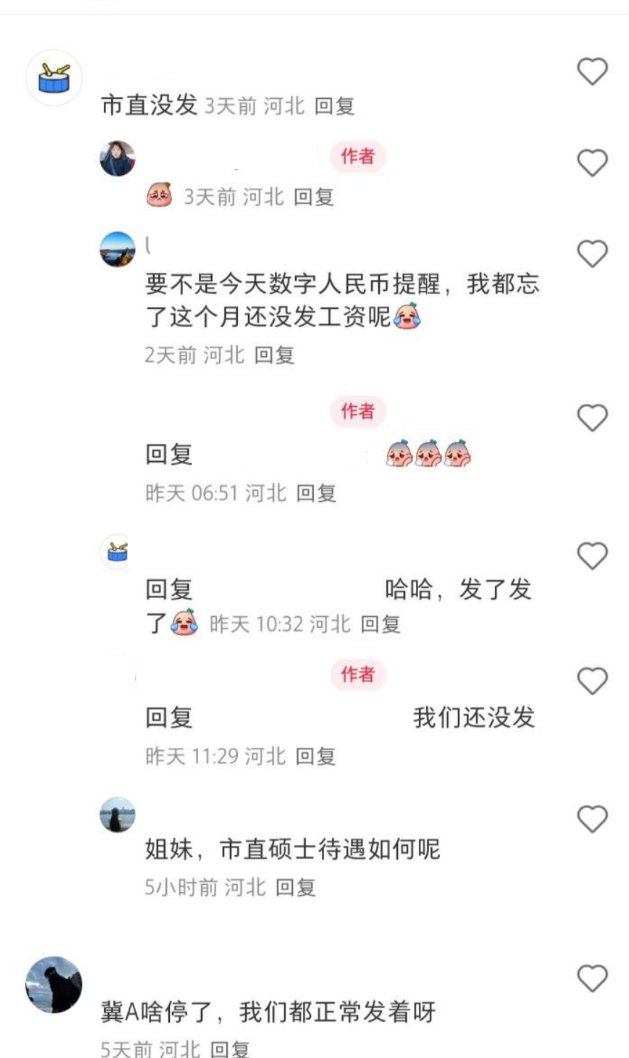 市直没发 3天前 河北 回复
作者
3天前 河北 回复
l
要不是今天数字人民币提醒，我都忘
了这个月还没发工资呢
2天前 河北 回复
作者
回复
昨天 06:51 河北 回复
回复 哈哈，发了发
了 昨天 10:32 河北 回复
作者
回复 我们还没发
昨天 11:29 河北 回复
姐妹，市直硕士待遇如何呢
5小时前 河北 回复
冀A啥停了，我们都正常发着呀
5天前 河北 回复